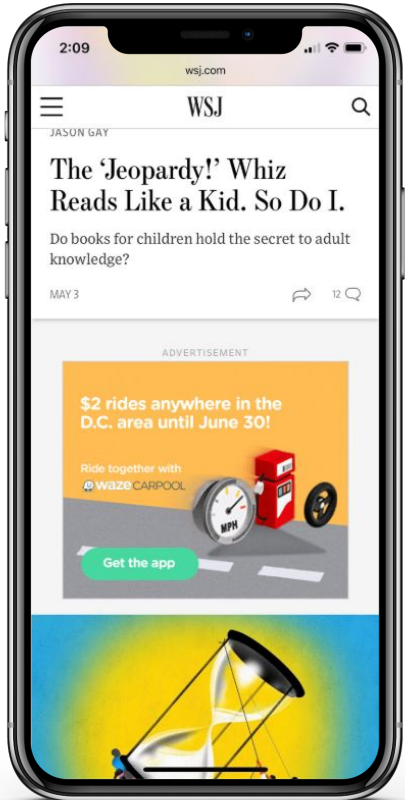 2:09
wsj.com
WSJ
JASON GAY
The ‘Jeopardy!’ Whiz
Reads Like a Kid. So Do I.
Do books for children hold the secret to adult
knowledge?
MAY 3
12
ADVERTISEMENT
$2 rides anywhere in the
D.C. area until June 30!
Ride together with
waze CARPOOL
MPH
Get the app